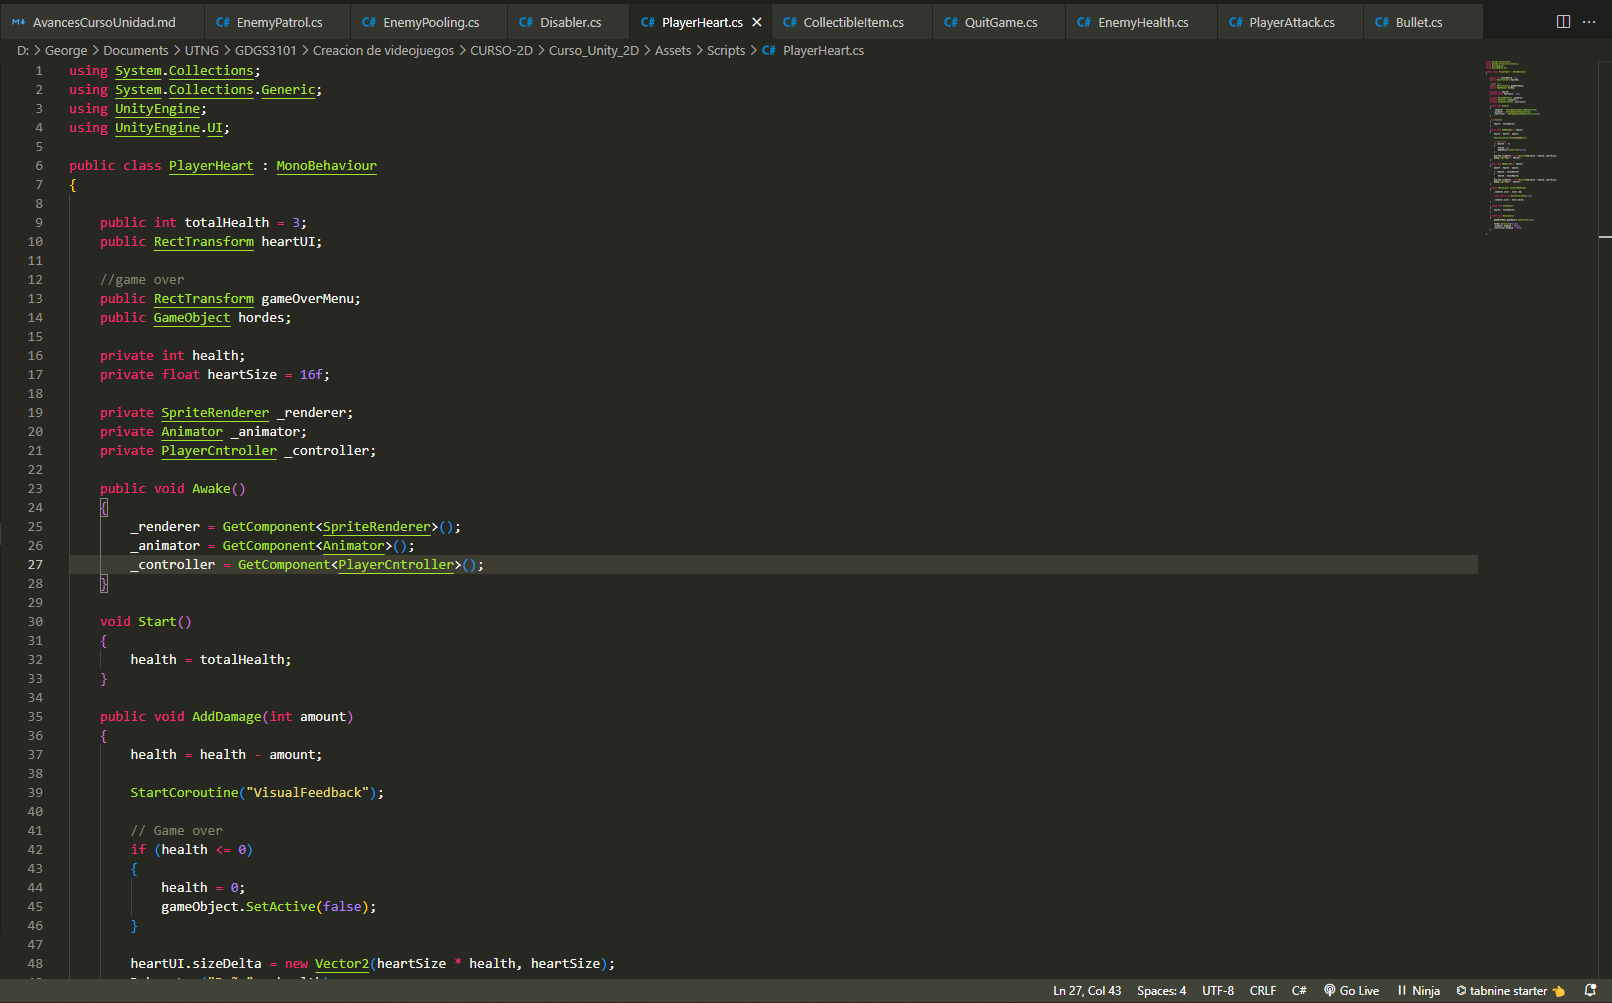 AvancesCursoUnidad.md C# EnemyPatrol.cs C# EnemyPooling.cs C# Disabler.cs C# PlayerHeart.cs C# CollectibleItem.cs C# QuitGame.cs C# EnemyHealth.cs C# PlayerAttack.cs C# Bullet.cs
D: > George > Documents > UTNG > GDGS3101 > Creacion de videojuegos > CURSO-2D > Curso_Unity_2D > Assets > Scripts > C# PlayerHeart.cs
1 using System.Collections;
2 using System.Collections.Generic;
3 using UnityEngine;
4 using UnityEngine.UI;
5
6 public class PlayerHeart : MonoBehaviour
7 {
8
9 public int totalHealth = 3;
10 public RectTransform heartUI;
11
12 //game over
13 public RectTransform gameOverMenu;
14 public GameObject hordes;
15
16 private int health;
17 private float heartSize = 16f;
18
19 private SpriteRenderer _renderer;
20 private Animator _animator;
21 private PlayerCntroller _controller;
22
23 public void Awake()
24 {
25 _renderer = GetComponent<SpriteRenderer>();
26 _animator = GetComponent<Animator>();
27 _controller = GetComponent<PlayerCntroller>();
28 }
29
30 void Start()
31 {
32 health = totalHealth;
33 }
34
35 public void AddDamage(int amount)
36 {
37 health = health - amount;
38
39 StartCoroutine("VisualFeedback");
40
41 // Game over
42 if (health <= 0)
43 {
44 health = 0;
45 gameObject.SetActive(false);
46 }
47
48 heartUI.sizeDelta = new Vector2(heartSize * health, heartSize);
Ln 27, Col 43 Spaces: 4 UTF-8 CRLF C# Go Live Ninja tabnine starter